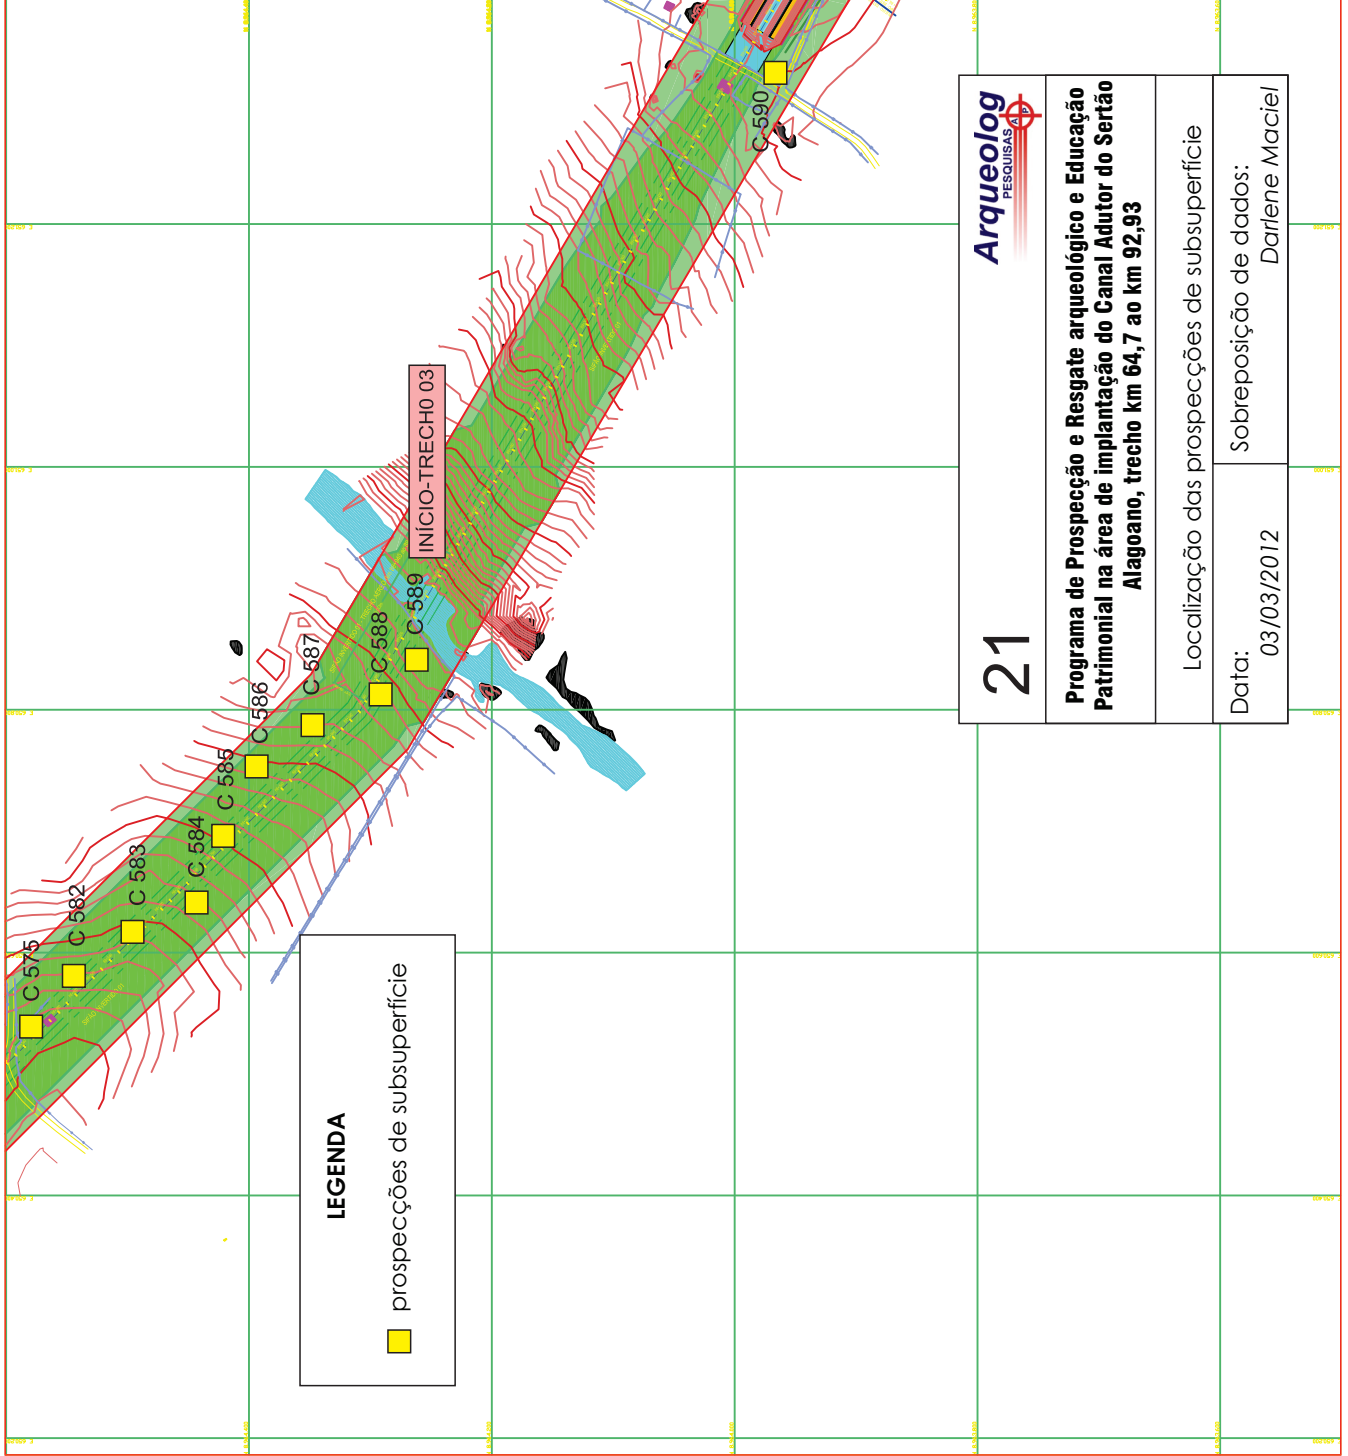 C 575
C 582
C 583
C 584
C 585
C 586
C 587
C 588
C 589
INÍCIO-TRECH0 03
C 590
LEGENDA
prospecções de subsuperfície
21
Arqueolog
PESQUISAS
Programa de Prospecção e Resgate arqueológico e Educação
Patrimonial na área de implantação do Canal Adutor do Sertão
Alagoano, trecho km 64,7 ao km 92,93
Localização das prospecções de subsuperfície
Data:
03/03/2012
Sobreposição de dados:
Darlene Maciel